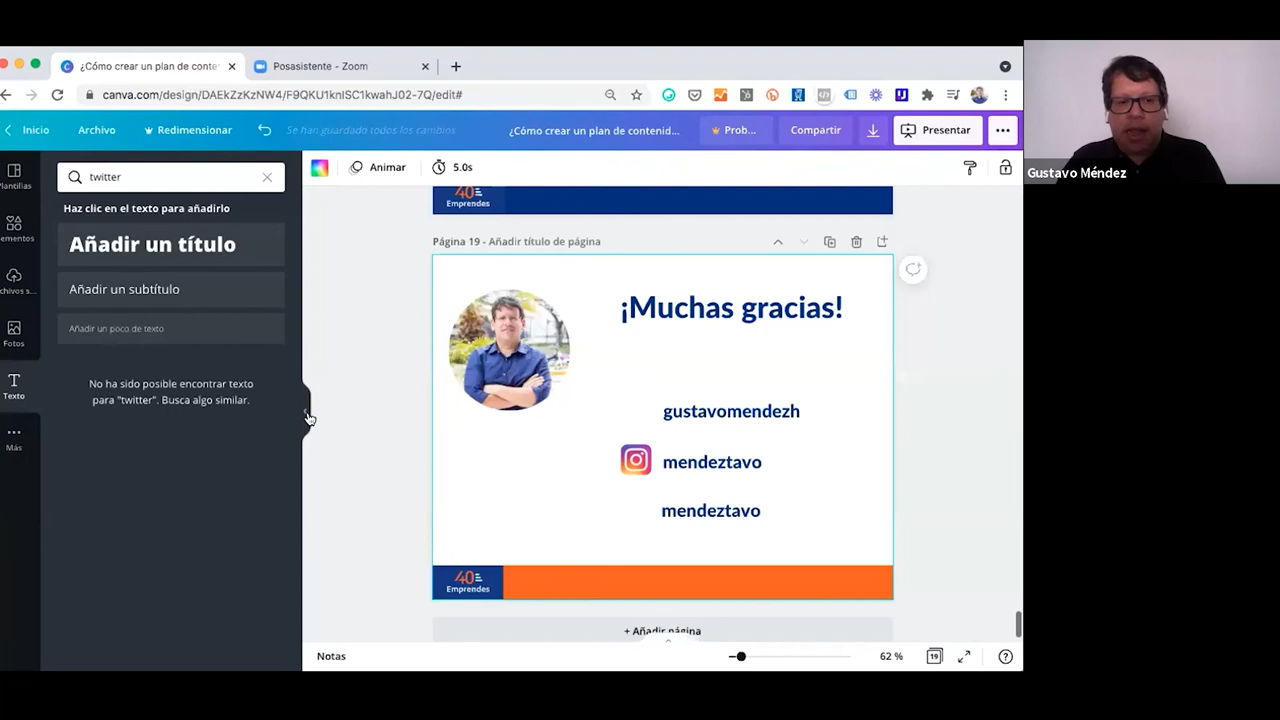 ¿Cómo crear un plan de conte
Posasistente - Zoom
canva.com/design/DAEkZzKzNW4/F9QKU1knISC1kwahJ02-7Q/edit#
Inicio
Archivo
Redimensionar
Se han guardado todos los cambios
¿Cómo crear un plan de contenid...
Prob...
Compartir
Presentar
Gustavo Méndez
Plantillas
ementos
chivos s...
Fotos
Texto
Más
twitter
Haz clic en el texto para añadirlo
Añadir un título
Añadir un subtítulo
Añadir un poco de texto
No ha sido posible encontrar texto
para "twitter". Busca algo similar.
Animar
5.0s
40
Emprendes
Página 19 - Añadir título de página
¡Muchas gracias!
gustavomendezh
mendeztavo
mendeztavo
40
Emprendes
+ Añadir página
Notas
62 %
19